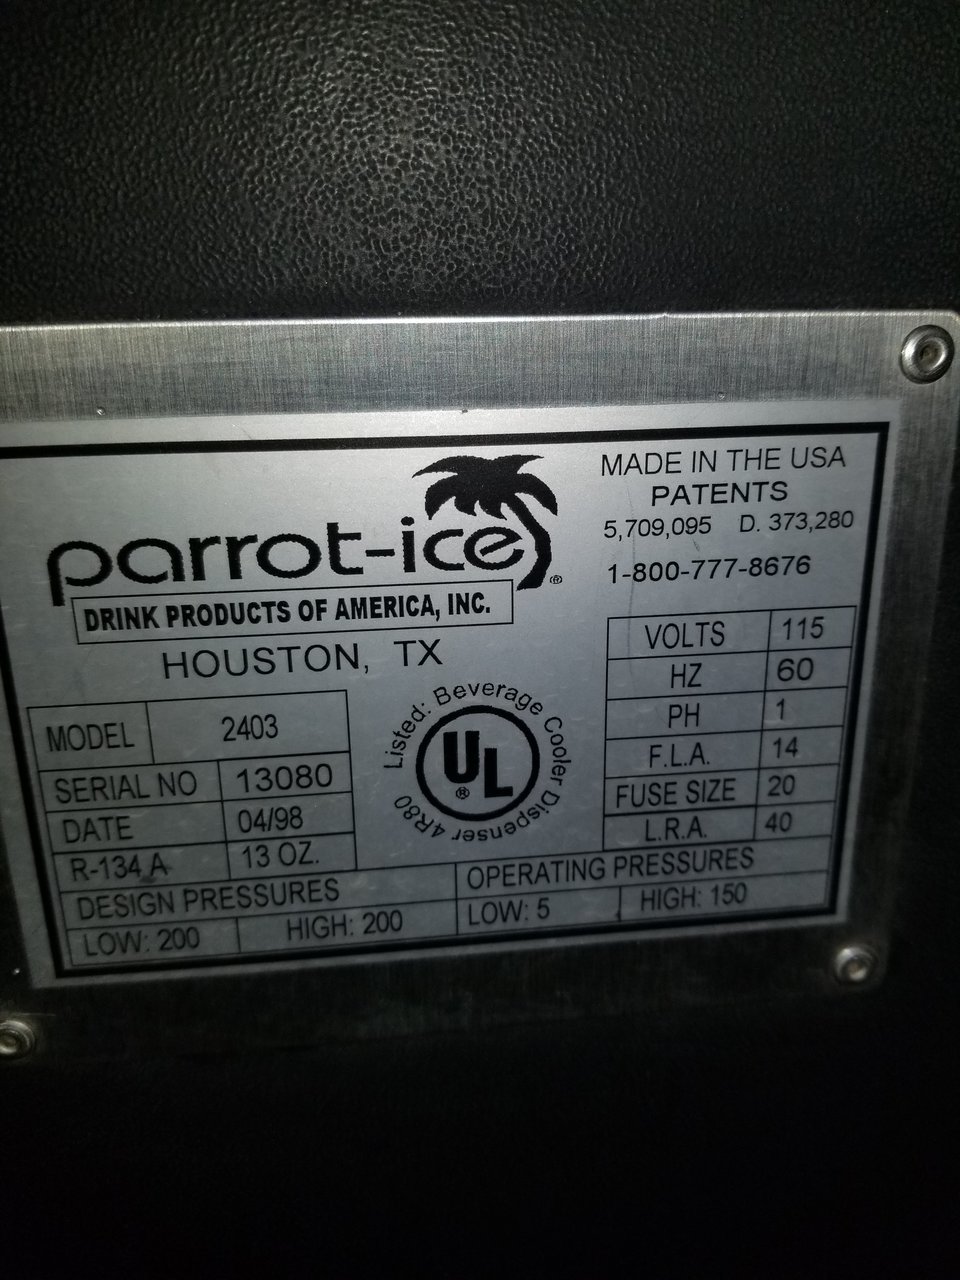 parrot-ice®
DRINK PRODUCTS OF AMERICA, INC.
HOUSTON, TX
MADE IN THE USA
PATENTS
5,709,095 D. 373,280
1-800-777-8676
MODEL 2403
SERIAL NO 13080
DATE 04/98
R-134 A 13 OZ.
Listed: Beverage Cooler Dispenser 4R80
UL®
VOLTS 115
HZ 60
PH 1
F.L.A. 14
FUSE SIZE 20
L.R.A. 40
DESIGN PRESSURES
LOW: 200 HIGH: 200
OPERATING PRESSURES
LOW: 5 HIGH: 150